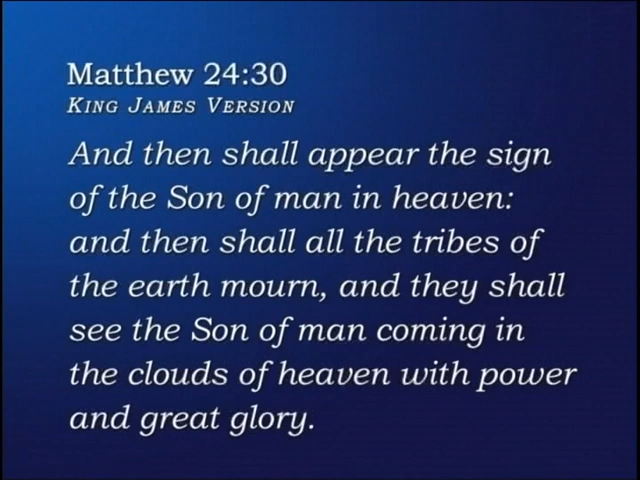 Matthew 24:30
King James Version
And then shall appear the sign
of the Son of man in heaven:
and then shall all the tribes of
the earth mourn, and they shall
see the Son of man coming in
the clouds of heaven with power
and great glory.